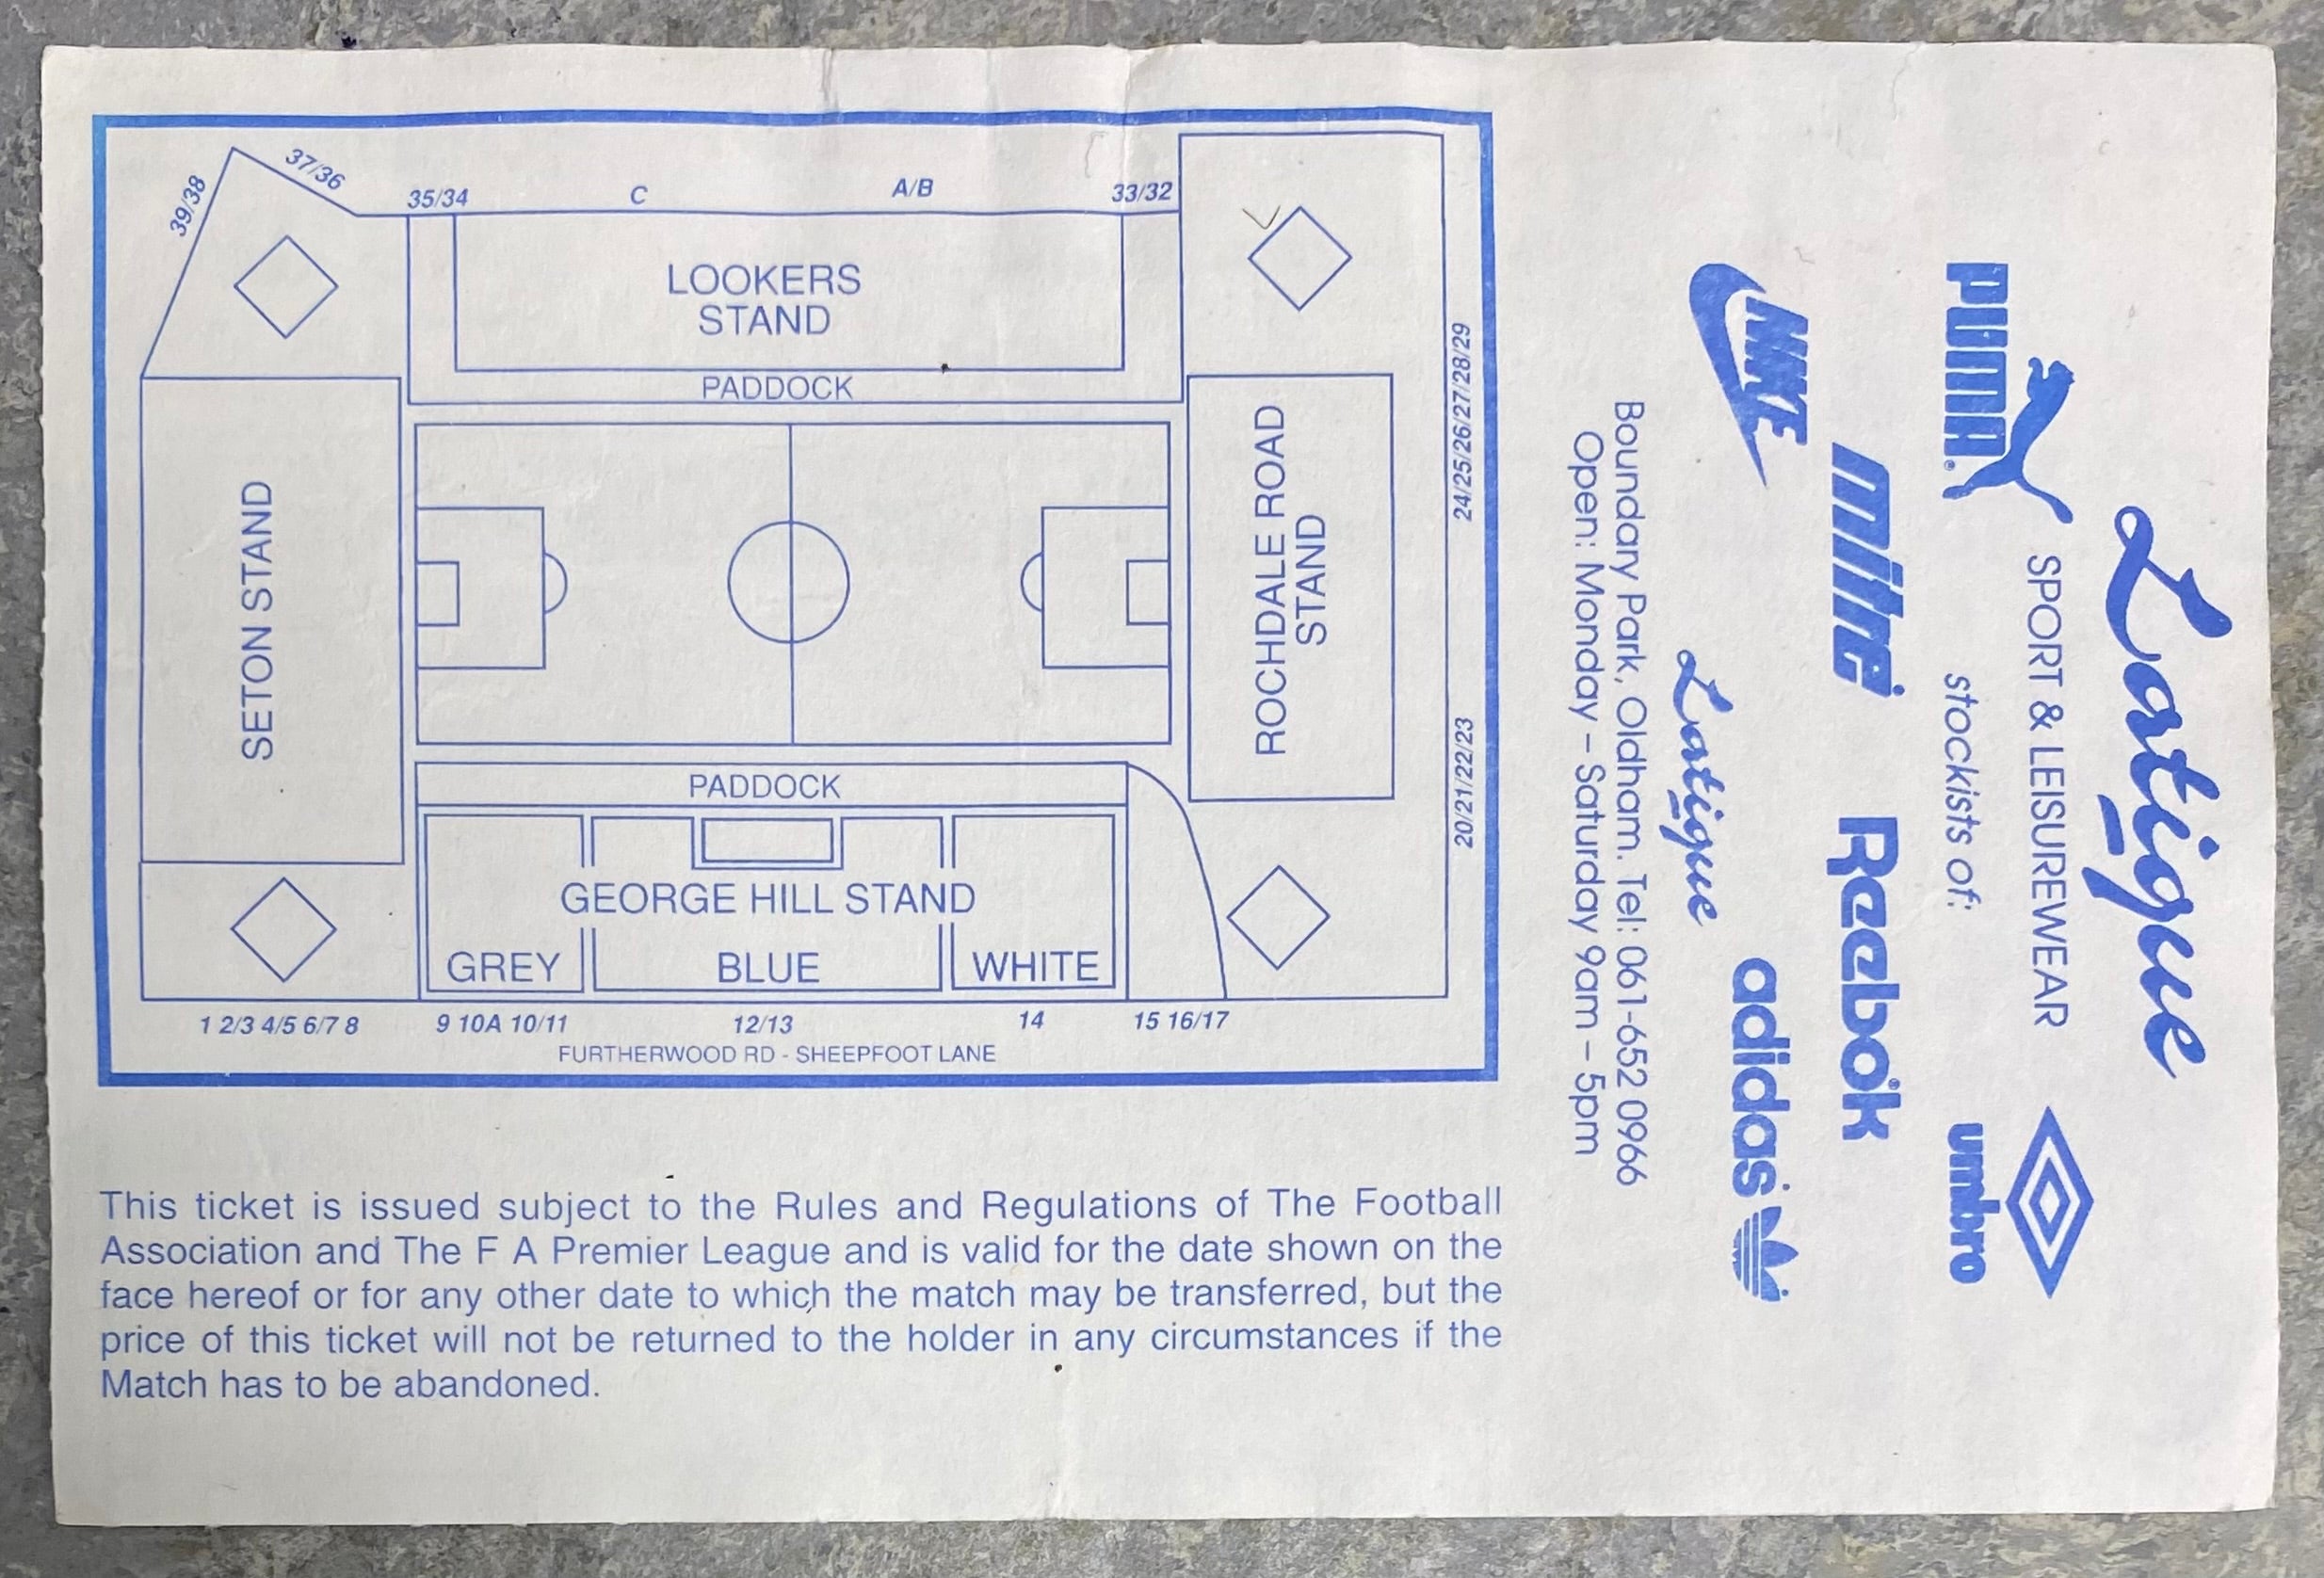 37/36
39/38
35/34
C
A/B
33/32
LOOKERS
STAND
PADDOCK
SETON STAND
ROCHDALE ROAD
STAND
24/25/26/27/28/29
20/21/22/23
PADDOCK
GEORGE HILL STAND
GREY
BLUE
WHITE
1 2/3 4/5 6/7 8
9 10A 10/11
12/13
14
15 16/17
FURTHERWOOD RD - SHEEPFOOT LANE
This ticket is issued subject to the Rules and Regulations of The Football
Association and The F A Premier League and is valid for the date shown on the
face hereof or for any other date to which the match may be transferred, but the
price of this ticket will not be returned to the holder in any circumstances if the
Match has to be abandoned.
Latique
SPORT & LEISUREWEAR
PUMA®
stockists of:
umbro
mitre
Reebok
NIKE
Latique
adidas
Boundary Park, Oldham. Tel: 061-652 0966
Open: Monday – Saturday 9am – 5pm